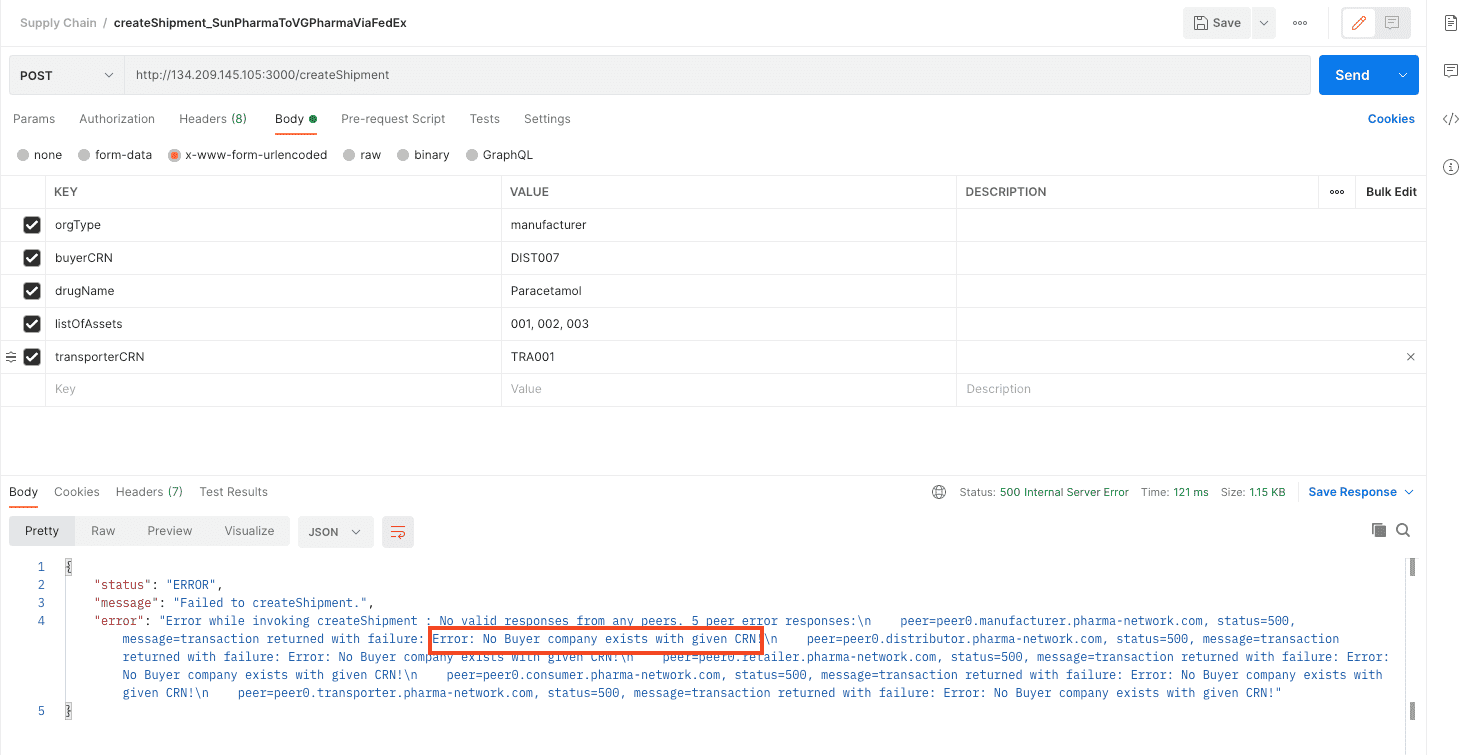 Supply Chain / createShipment_SunPharmaToVGPharmaViaFedEx
Save
POST http://134.209.145.105:3000/createShipment Send
Params Authorization Headers (8) Body Pre-request Script Tests Settings Cookies
none form-data x-www-form-urlencoded raw binary GraphQL
KEY VALUE DESCRIPTION Bulk Edit
orgType manufacturer
buyerCRN DIST007
drugName Paracetamol
listOfAssets 001, 002, 003
transporterCRN TRA001
Key Value Description
Body Cookies Headers (7) Test Results Status: 500 Internal Server Error Time: 121 ms Size: 1.15 KB Save Response
Pretty Raw Preview Visualize JSON
1 {
2 "status": "ERROR",
3 "message": "Failed to createShipment.",
4 "error": "Error while invoking createShipment : No valid responses from any peers. 5 peer error responses:\n peer=peer0.manufacturer.pharma-network.com, status=500,
message=transaction returned with failure: Error: No Buyer company exists with given CRN!\n peer=peer0.distributor.pharma-network.com, status=500, message=transaction
returned with failure: Error: No Buyer company exists with given CRN!\n peer=peer0.retailer.pharma-network.com, status=500, message=transaction returned with failure: Error:
No Buyer company exists with given CRN!\n peer=peer0.consumer.pharma-network.com, status=500, message=transaction returned with failure: Error: No Buyer company exists with
given CRN!\n peer=peer0.transporter.pharma-network.com, status=500, message=transaction returned with failure: Error: No Buyer company exists with given CRN!"
5 }